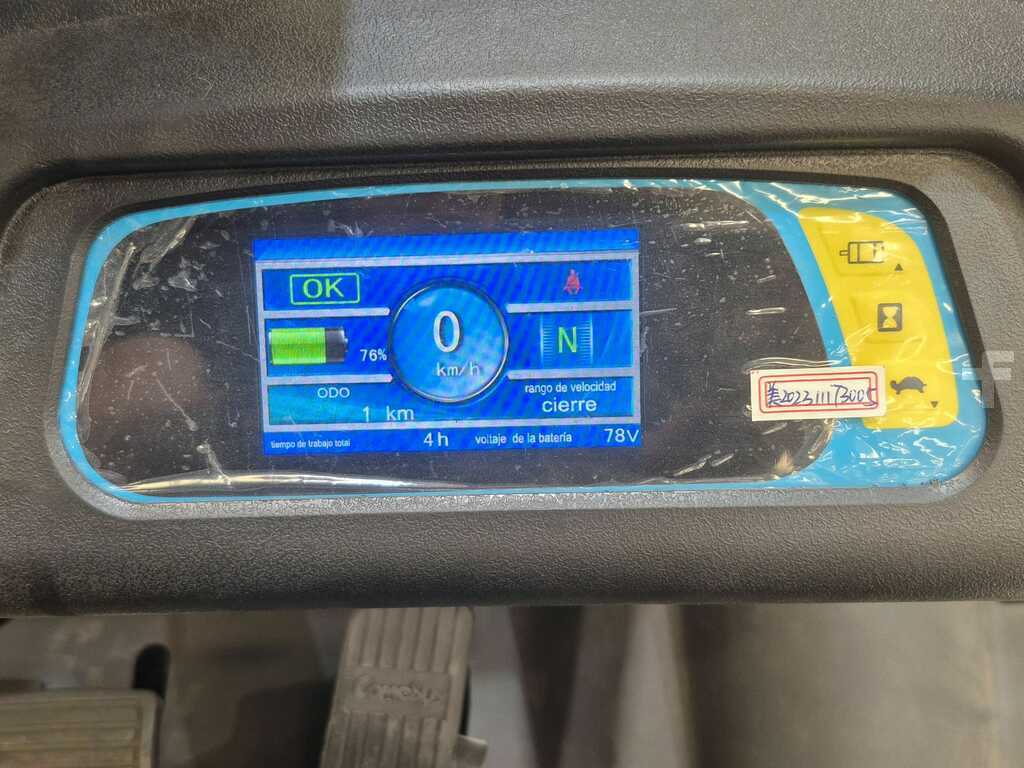 OK
0
km/h
76%
N
ODO
1 km
rango de velocidad
cierre
tiempo de trabajo total
4h
voltaje de la batería
78V